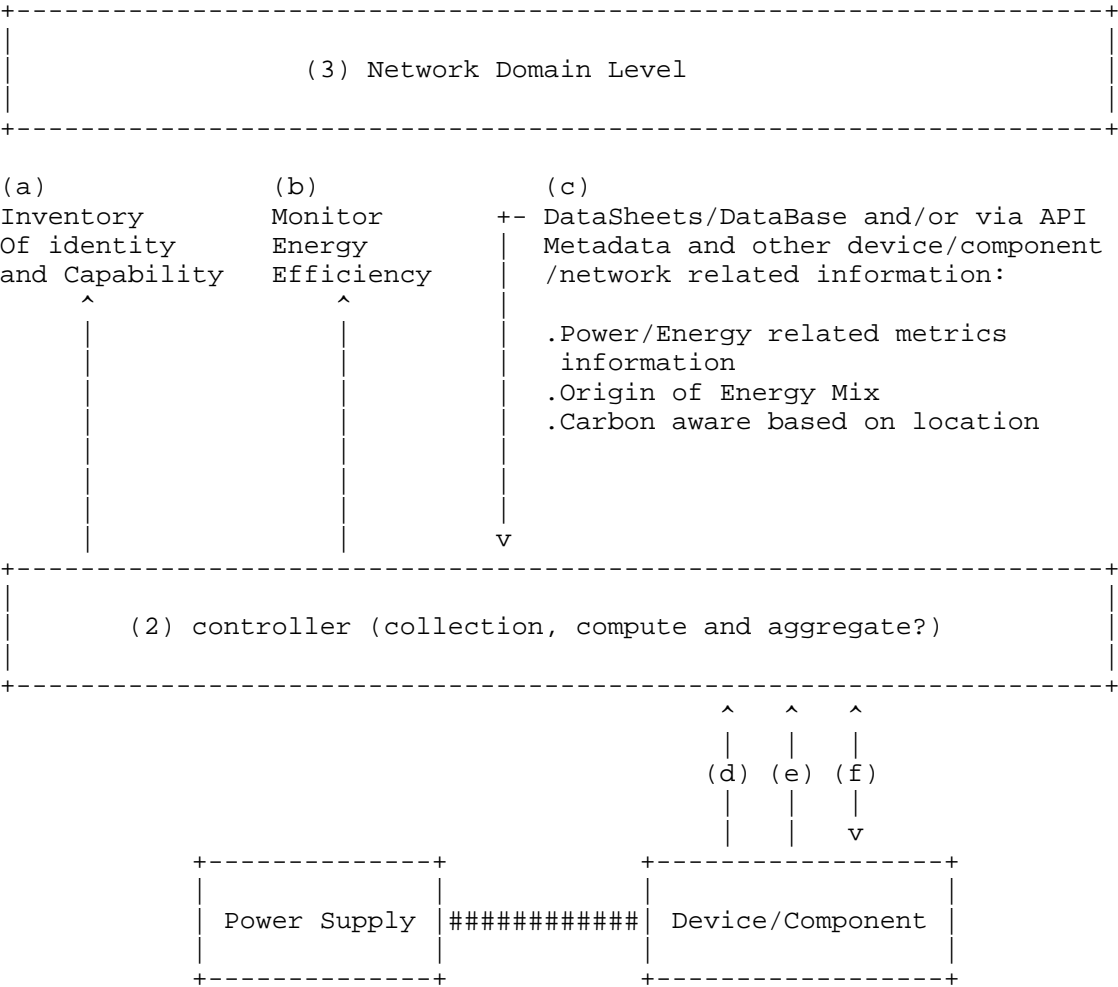 (3) Network Domain Level
(a) (b) (c)
Inventory Monitor +- DataSheets/DataBase and/or via API
Of identity Energy | Metadata and other device/component
and Capability Efficiency | /network related information:
.Power/Energy related metrics
information
.Origin of Energy Mix
.Carbon aware based on location
(2) controller (collection, compute and aggregate?)
(d) (e) (f)
Power Supply |############| Device/Component